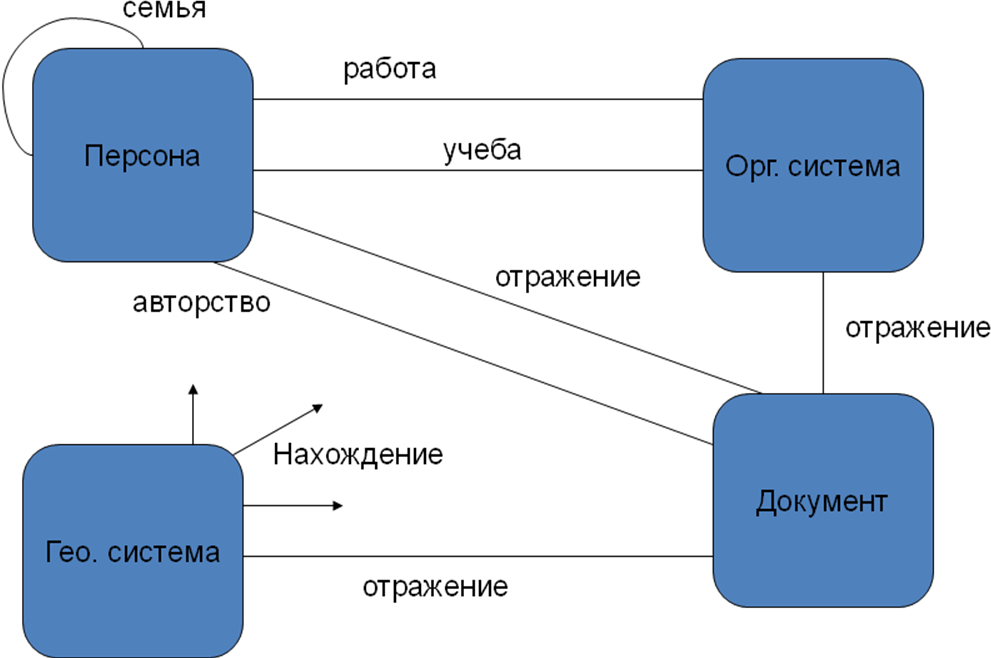 семья
работа
Персона
учеба
Орг. система
отражение
авторство
отражение
Нахождение
Документ
Гео. система
отражение